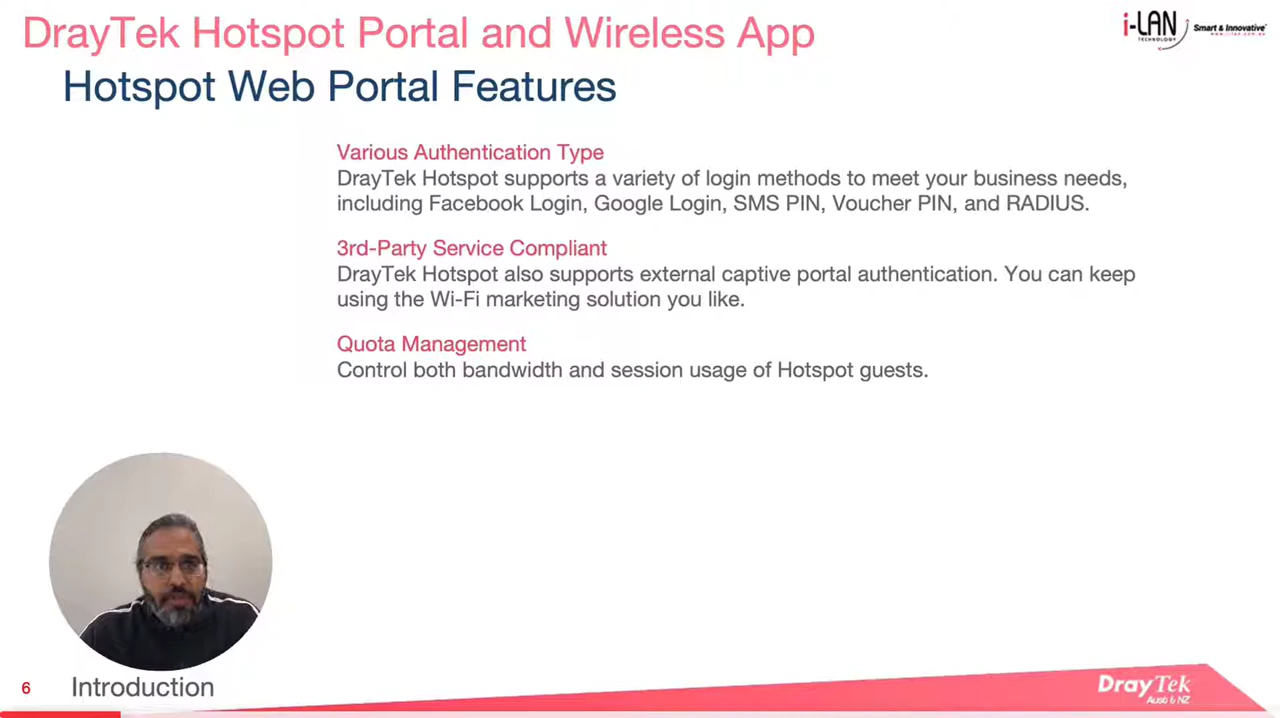 DrayTek Hotspot Portal and Wireless App
i-LAN
TECHNOLOGY
Smart & Innovative
Hotspot Web Portal Features
Various Authentication Type
DrayTek Hotspot supports a variety of login methods to meet your business needs,
including Facebook Login, Google Login, SMS PIN, Voucher PIN, and RADIUS.
3rd-Party Service Compliant
DrayTek Hotspot also supports external captive portal authentication. You can keep
using the Wi-Fi marketing solution you like.
Quota Management
Control both bandwidth and session usage of Hotspot guests.
6
Introduction
DrayTek
Aust & NZ